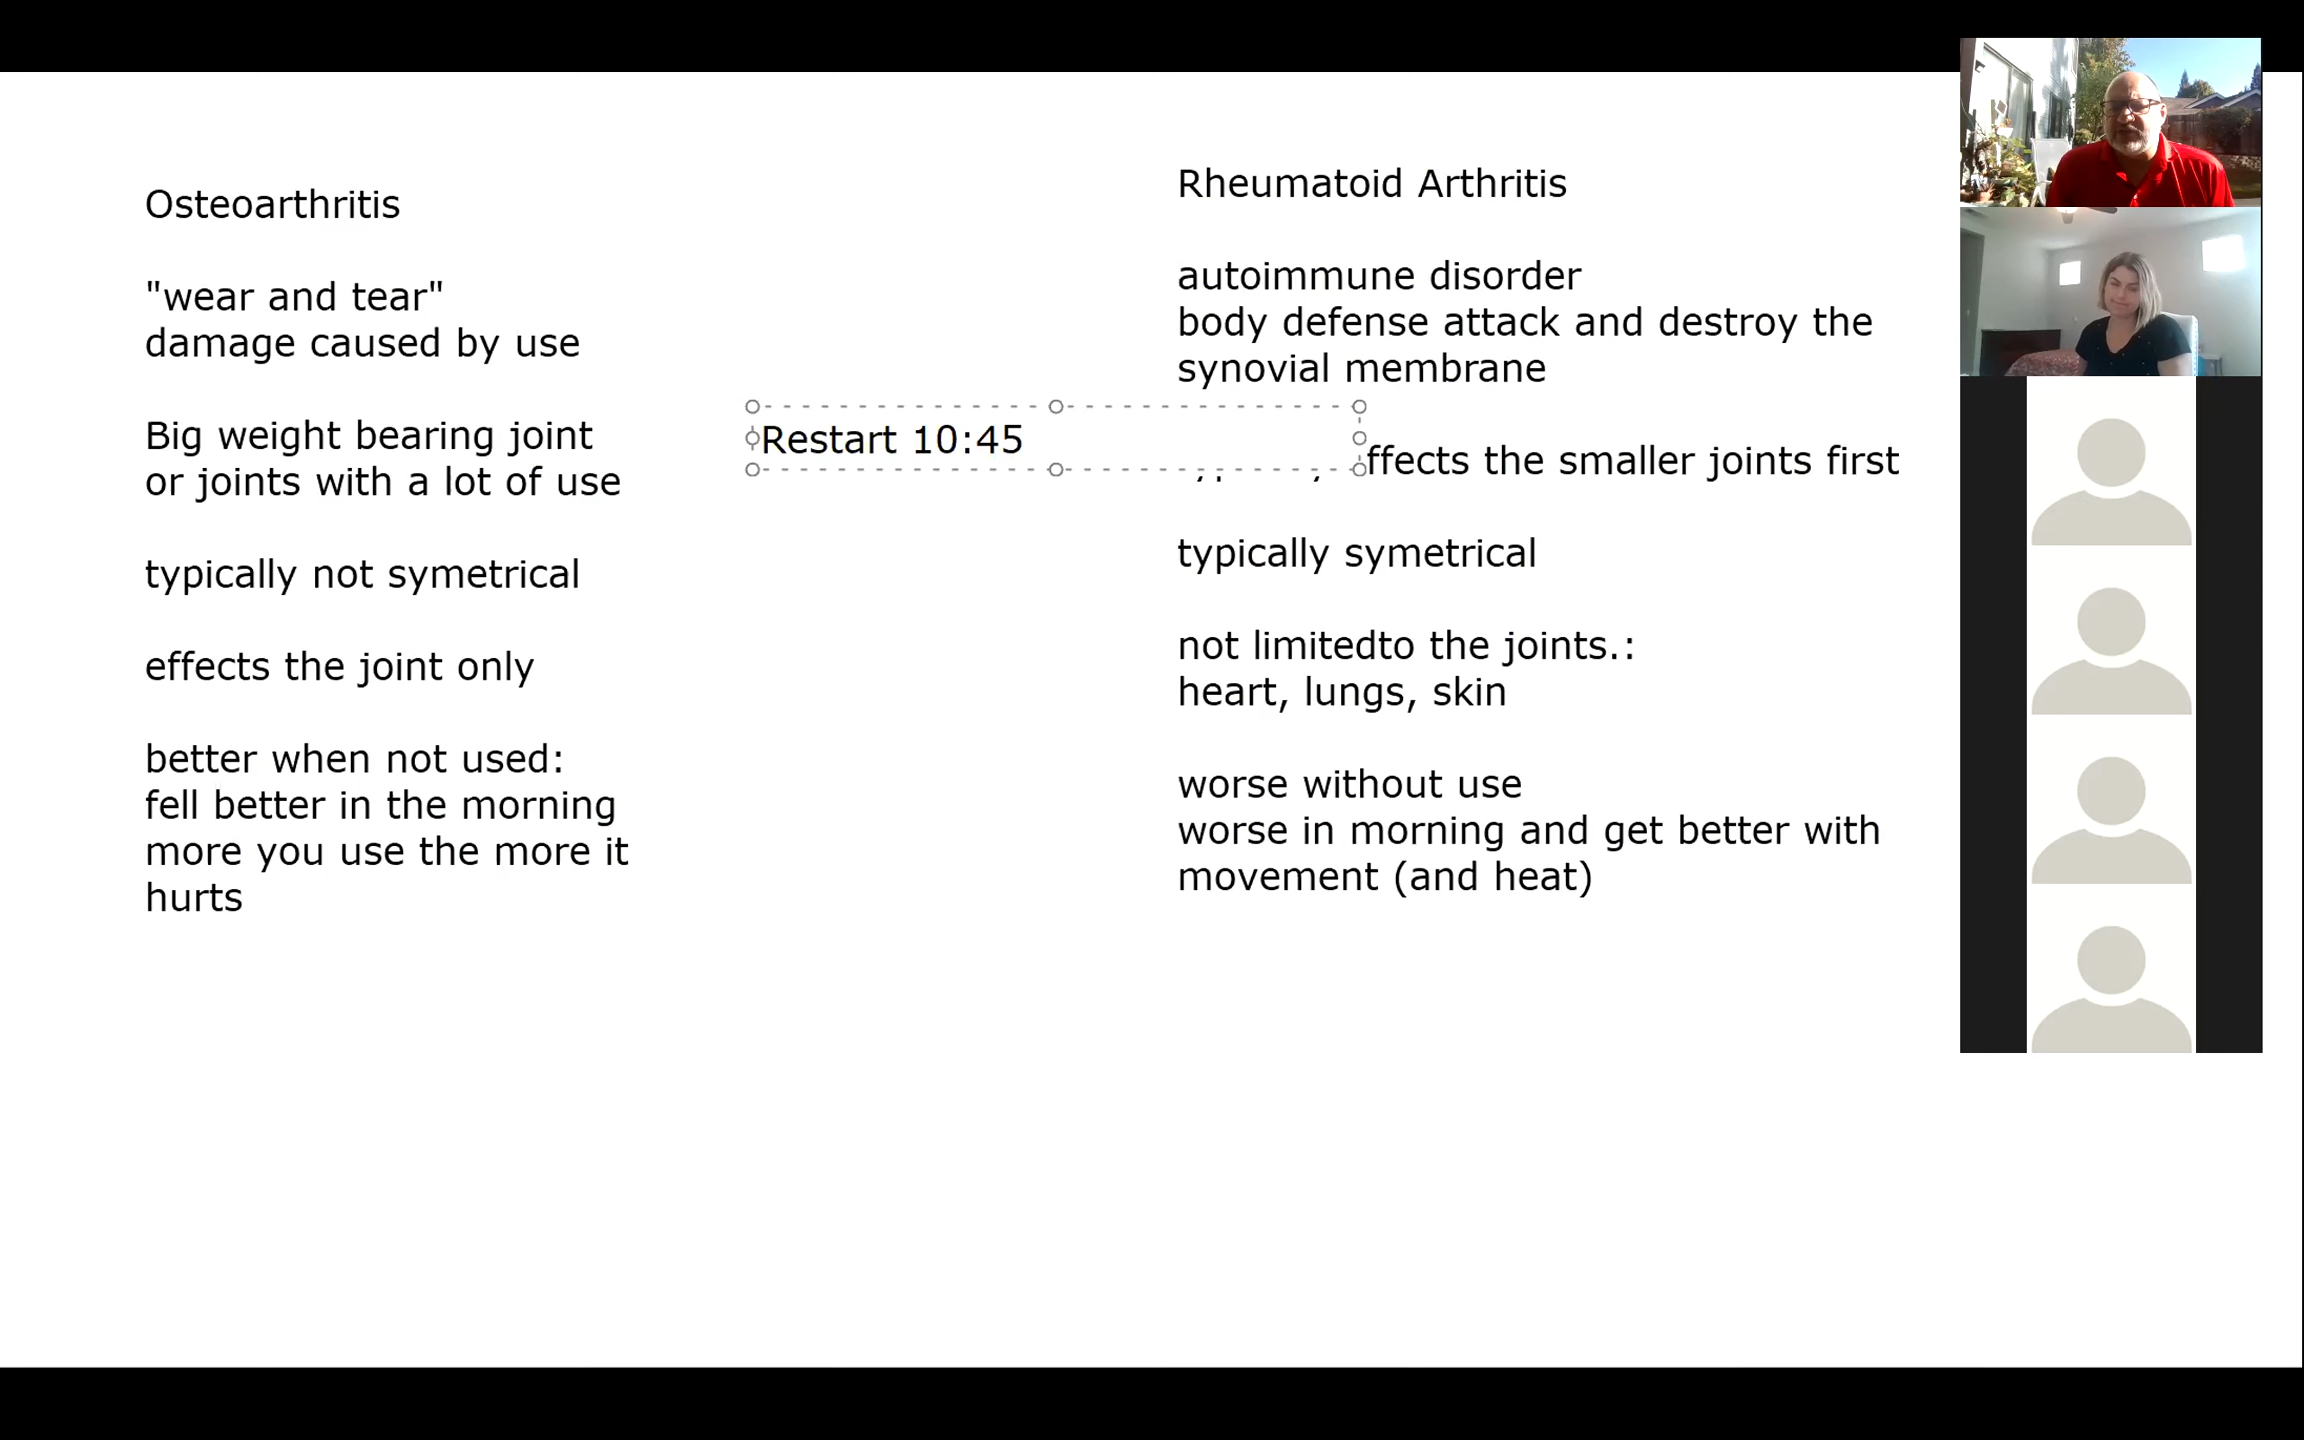 Osteoarthritis
"wear and tear"
damage caused by use
Big weight bearing joint
or joints with a lot of use
typically not symetrical
effects the joint only
better when not used:
fell better in the morning
more you use the more it
hurts
Restart 10:45
Rheumatoid Arthritis
autoimmune disorder
body defense attack and destroy the
synovial membrane
ffects the smaller joints first
typically symetrical
not limitedto the joints.:
heart, lungs, skin
worse without use
worse in morning and get better with
movement (and heat)